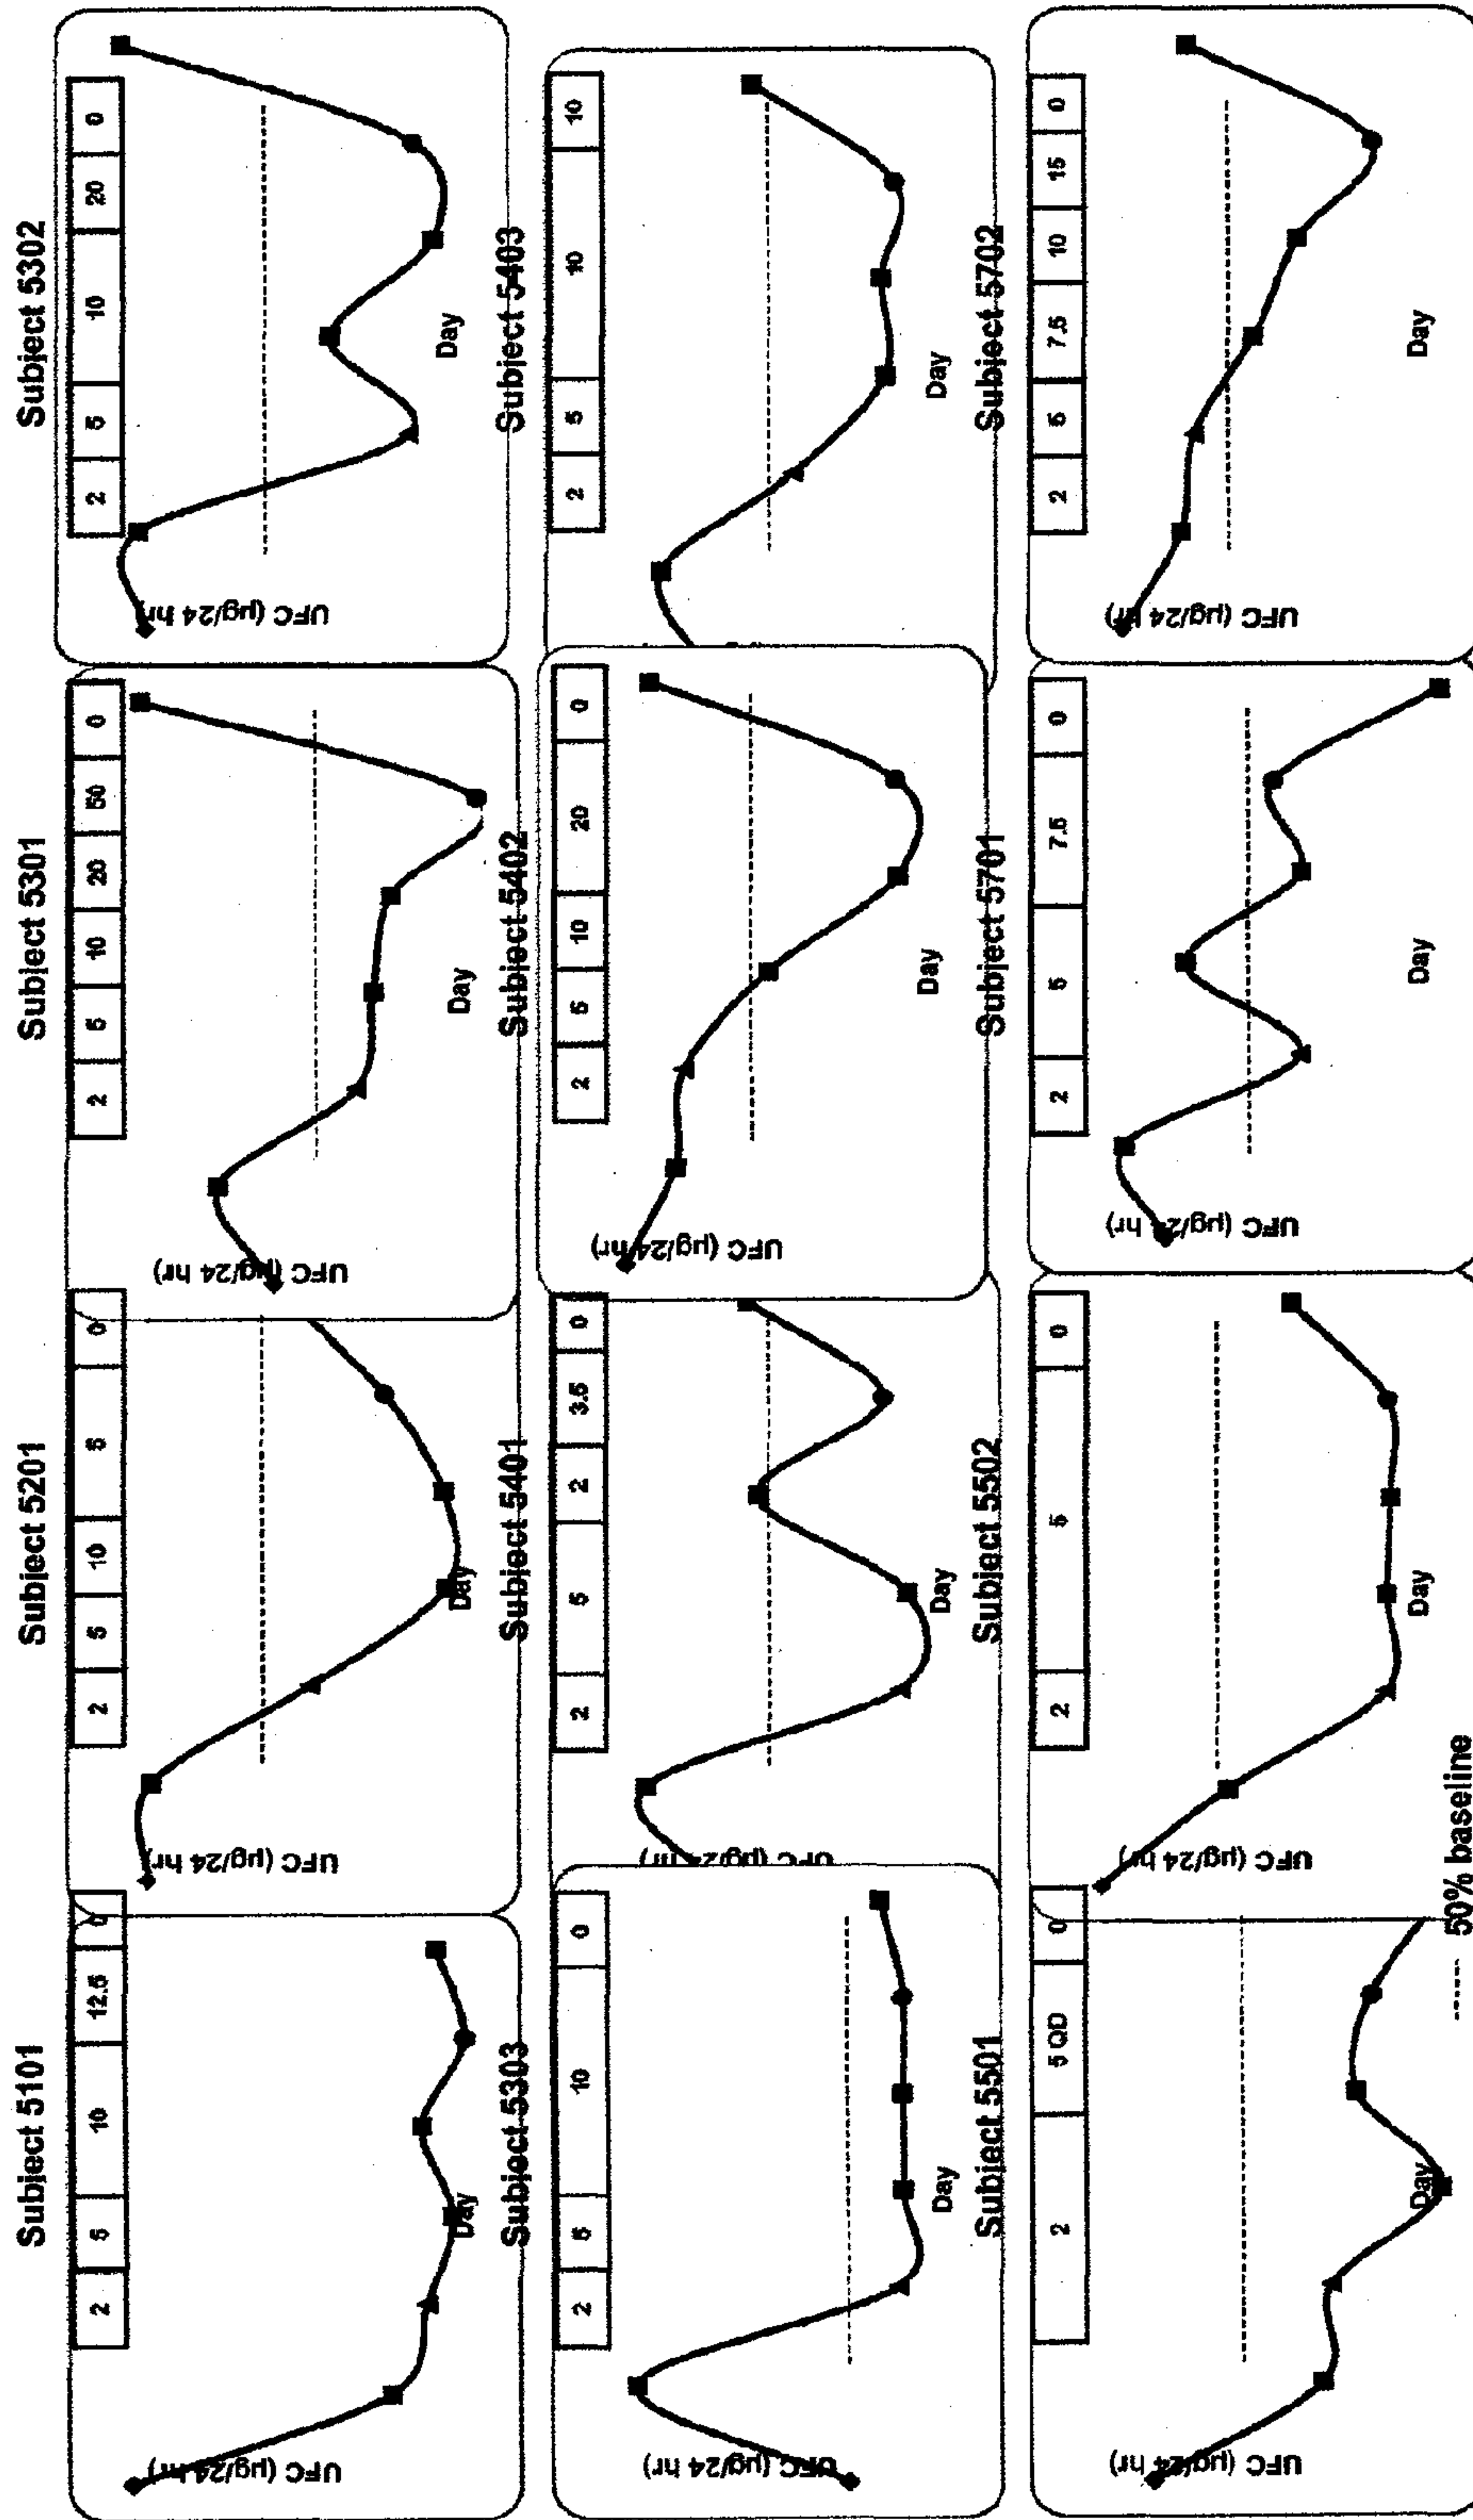 Subject 5101
2 5 10 12.5 0
UFC (µg/24 hr)
Day
Subject 5201
2 5 10 5 0
UFC (µg/24 hr)
Day
Subject 5301
2 5 10 20 50 0
UFC (µg/24 hr)
Day
Subject 5302
2 5 10 20 0
UFC (µg/24 hr)
Day
Subject 5303
2 5 10 0
UFC (µg/24 hr)
Day
Subject 5401
2 5 2 3.5 0
UFC (µg/24 hr)
Day
Subject 5402
2 5 10 20 0
UFC (µg/24 hr)
Day
Subject 5403
2 5 10 10
Day
Subject 5501
2 5 QD 0
UFC (µg/24 hr)
Day
Subject 5502
2 5 0
UFC (µg/24 hr)
Day
Subject 5701
2 5 7.5 0
UFC (µg/24 hr)
Day
Subject 5702
2 5 7.5 10 15 0
UFC (µg/24 hr)
Day
50% baseline